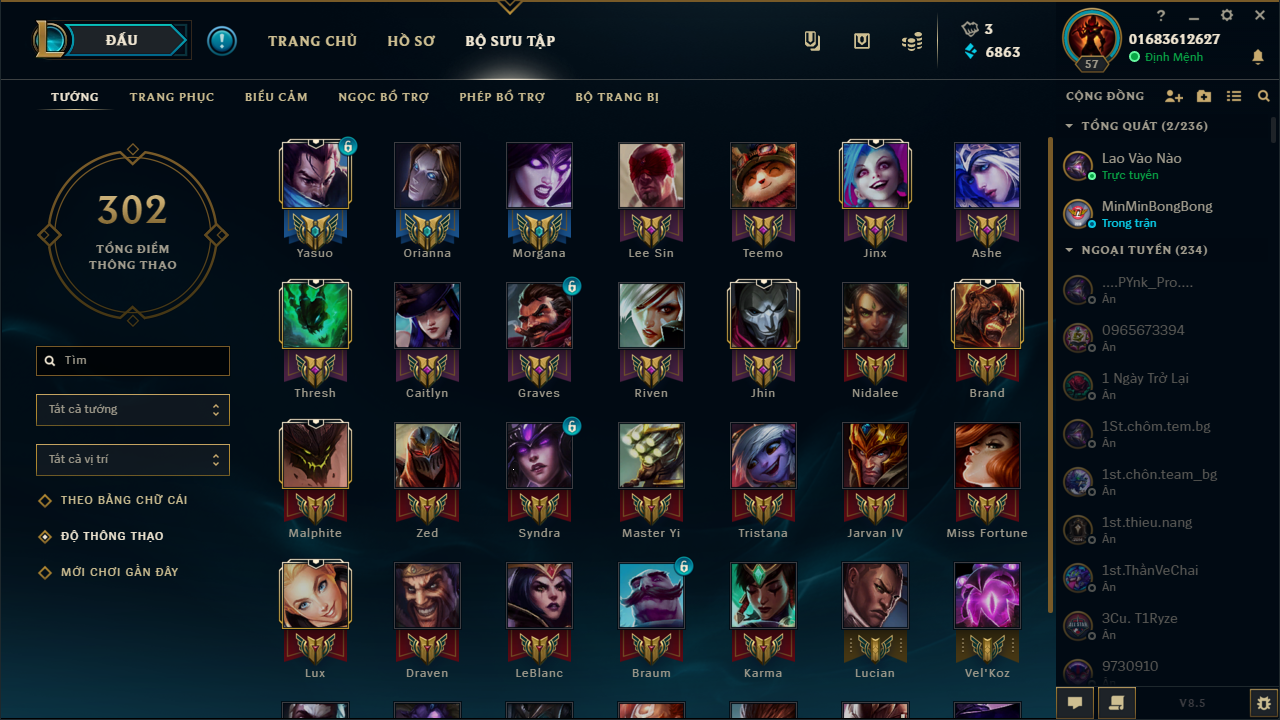 ĐẤU
TRANG CHỦ
HỒ SƠ
BỘ SƯU TẬP
3
6863
57
01683612627
Định Mệnh
TƯỚNG
TRANG PHỤC
BIỂU CẢM
NGỌC BỔ TRỢ
PHÉP BỔ TRỢ
BỘ TRANG BỊ
302
TỔNG ĐIỂM
THÔNG THẠO
Tìm
Tất cả tướng
Tất cả vị trí
THEO BẢNG CHỮ CÁI
ĐỘ THÔNG THẠO
MỚI CHƠI GẦN ĐÂY
6
Yasuo
Orianna
Morgana
Lee Sin
Teemo
Jinx
Ashe
6
Thresh
Caitlyn
Graves
Riven
Jhin
Nidalee
Brand
6
Malphite
Zed
Syndra
Master Yi
Tristana
Jarvan IV
Miss Fortune
6
Lux
Draven
LeBlanc
Braum
Karma
Lucian
Vel'Koz
CỘNG ĐỒNG
TỔNG QUÁT (2/236)
Lao Vào Nào
Trực tuyến
MinMinBongBong
Trong trận
NGOẠI TUYẾN (234)
....PYnk_Pro....
Ẩn
0965673394
Ẩn
1 Ngày Trở Lại
Ẩn
1St.chôm.tem.bg
Ẩn
1st.chôn.team_bg
Ẩn
1st.thieu.nang
Ẩn
1st.ThằnVeChai
Ẩn
3Cu. T1Ryze
Ẩn
9730910
Ẩn
V8.5